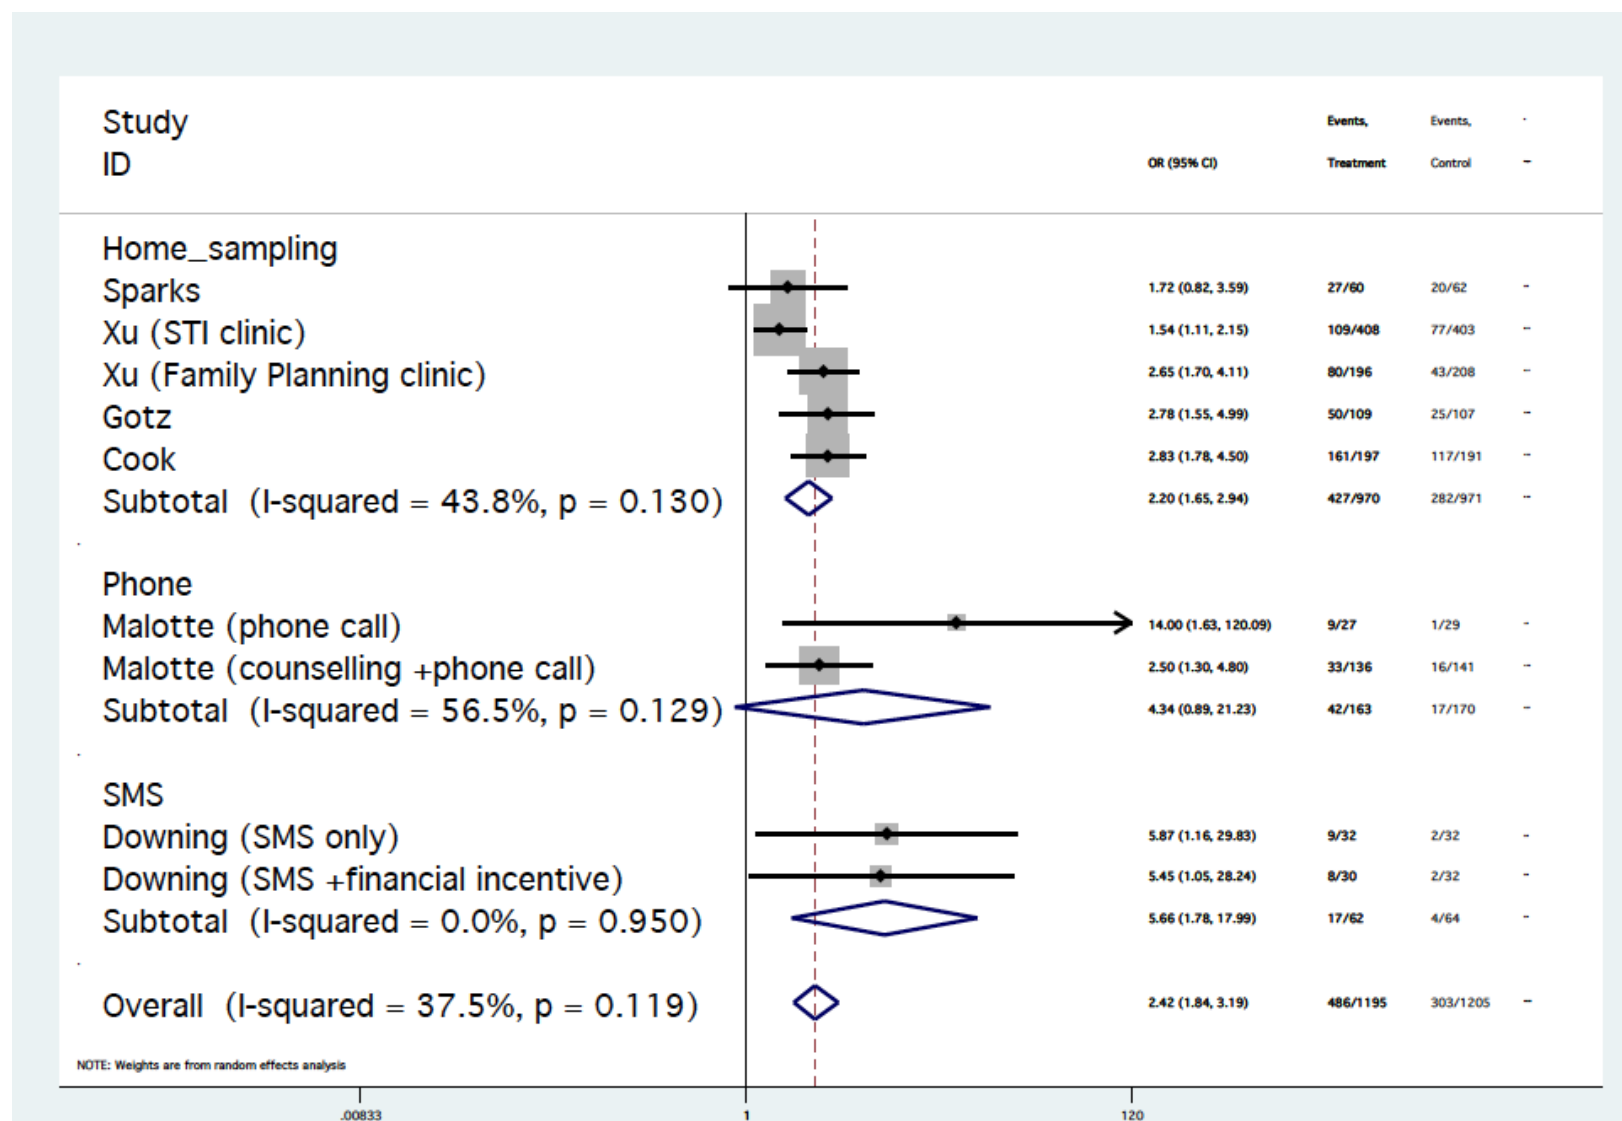 Study
ID
Events, Events, .
OR (95% CI) Treatment Control --
Home_sampling
Sparks 1.72 (0.82, 3.59) 27/60 20/62 --
Xu (STI clinic) 1.54 (1.11, 2.15) 109/408 77/403 --
Xu (Family Planning clinic) 2.65 (1.70, 4.11) 80/196 43/208 --
Gotz 2.78 (1.55, 4.99) 50/109 25/107 --
Cook 2.83 (1.78, 4.50) 161/197 117/191 --
Subtotal (I-squared = 43.8%, p = 0.130) 2.20 (1.65, 2.94) 427/970 282/971 --
.
Phone
Malotte (phone call) 14.00 (1.63, 120.09) 9/27 1/29 --
Malotte (counselling +phone call) 2.50 (1.30, 4.80) 33/136 16/141 --
Subtotal (I-squared = 56.5%, p = 0.129) 4.34 (0.89, 21.23) 42/163 17/170 --
.
SMS
Downing (SMS only) 5.87 (1.16, 29.83) 9/32 2/32 --
Downing (SMS +financial incentive) 5.45 (1.05, 28.24) 8/30 2/32 --
Subtotal (I-squared = 0.0%, p = 0.950) 5.66 (1.78, 17.99) 17/62 4/64 --
.
Overall (I-squared = 37.5%, p = 0.119) 2.42 (1.84, 3.19) 486/1195 303/1205 --
NOTE: Weights are from random effects analysis
.00833 1 120